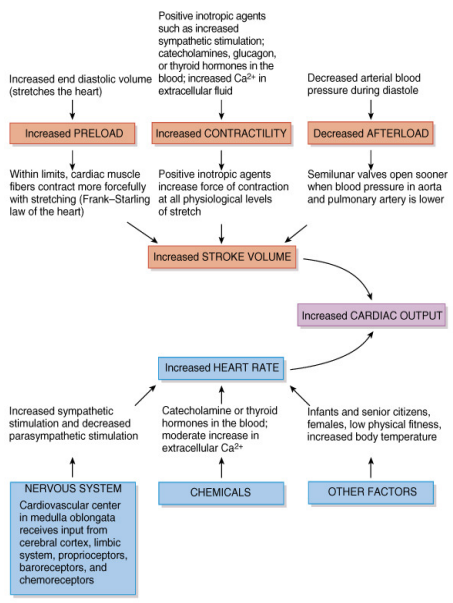 Positive inotropic agents
such as increased
sympathetic stimulation;
catecholamines, glucagon,
or thyroid hormones in the
blood; increased Ca2+ in
extracellular fluid
Increased end diastolic volume
(stretches the heart)
Decreased arterial blood
pressure during diastole
Increased PRELOAD
Increased CONTRACTILITY
Decreased AFTERLOAD
Within limits, cardiac muscle
fibers contract more forcefully
with stretching (Frank–Starling
law of the heart)
Positive inotropic agents
increase force of contraction
at all physiological levels
of stretch
Semilunar valves open sooner
when blood pressure in aorta
and pulmonary artery is lower
Increased STROKE VOLUME
Increased CARDIAC OUTPUT
Increased HEART RATE
Increased sympathetic
stimulation and decreased
parasympathetic stimulation
Catecholamine or thyroid
hormones in the blood;
moderate increase in
extracellular Ca2+
Infants and senior citizens,
females, low physical fitness,
increased body temperature
NERVOUS SYSTEM
Cardiovascular center
in medulla oblongata
receives input from
cerebral cortex, limbic
system, proprioceptors,
baroreceptors, and
chemoreceptors
CHEMICALS
OTHER FACTORS